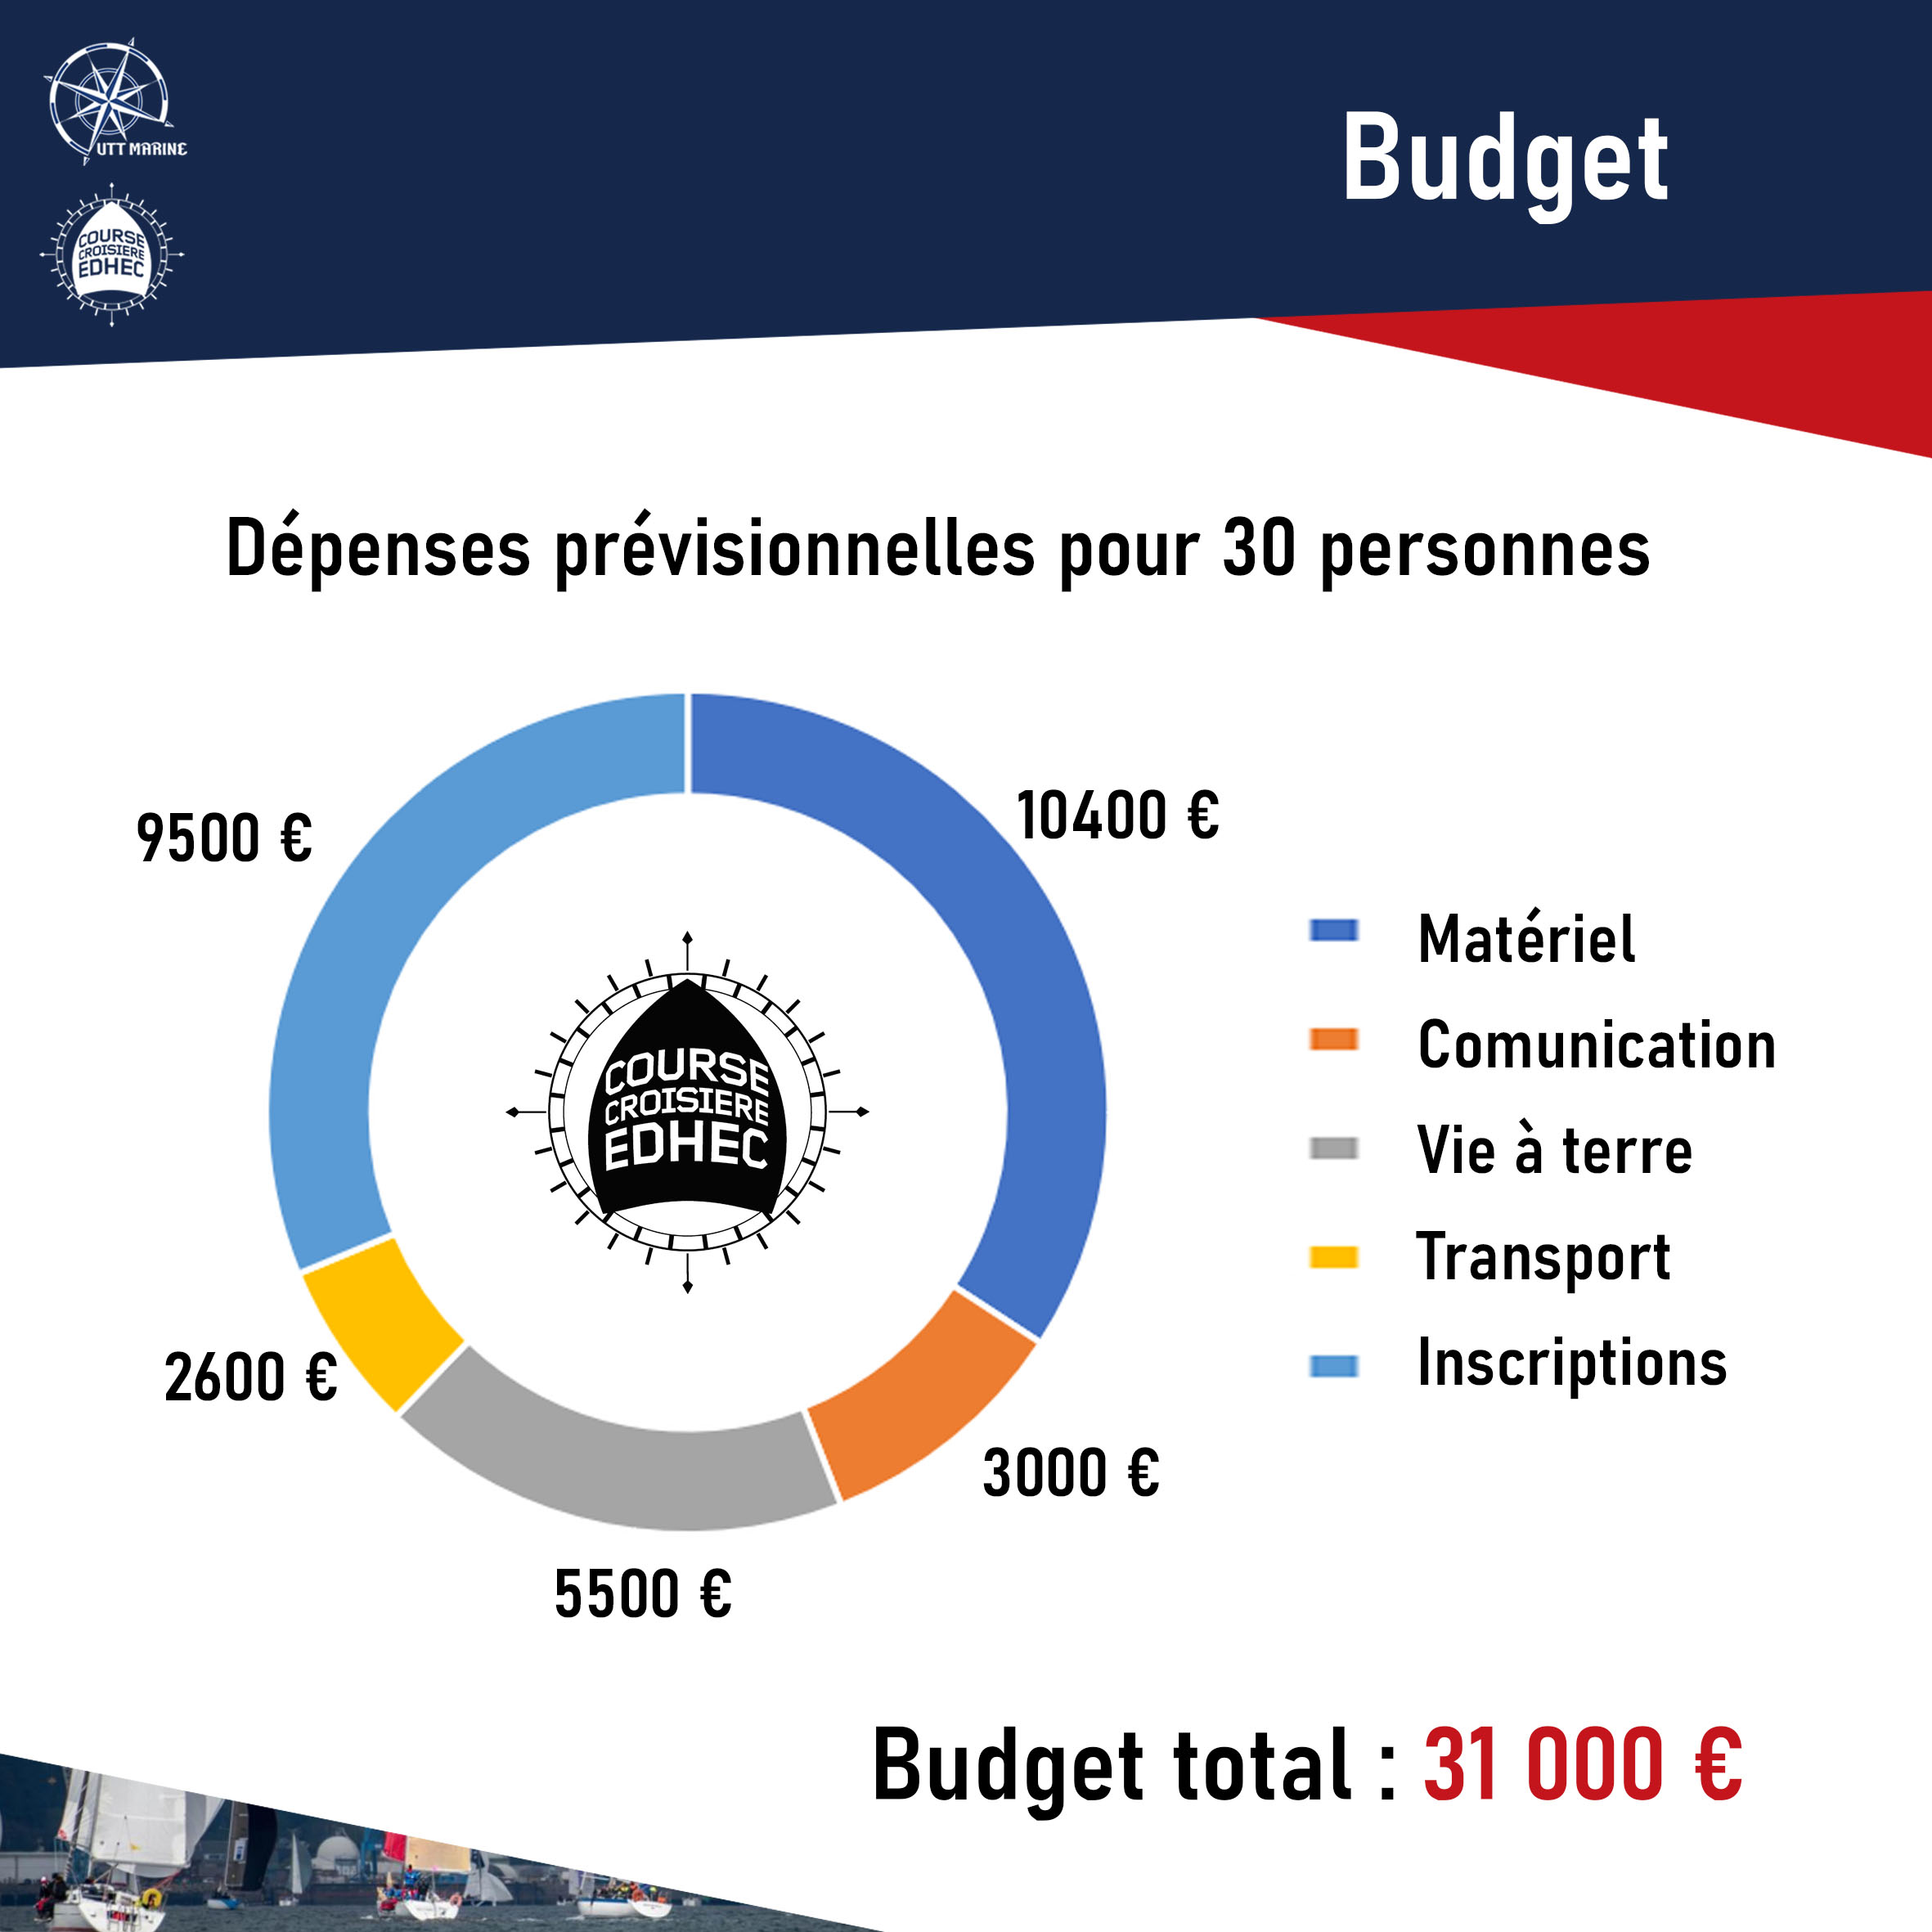 UTT MARINE
COURSE
CROISIERE
EDHEC
Budget
Dépenses prévisionnelles pour 30 personnes
9500 €
10400 €
COURSE
CROISIERE
EDHEC
Matériel
Comunication
Vie à terre
Transport
Inscriptions
2600 €
3000 €
5500 €
Budget total : 31 000 €